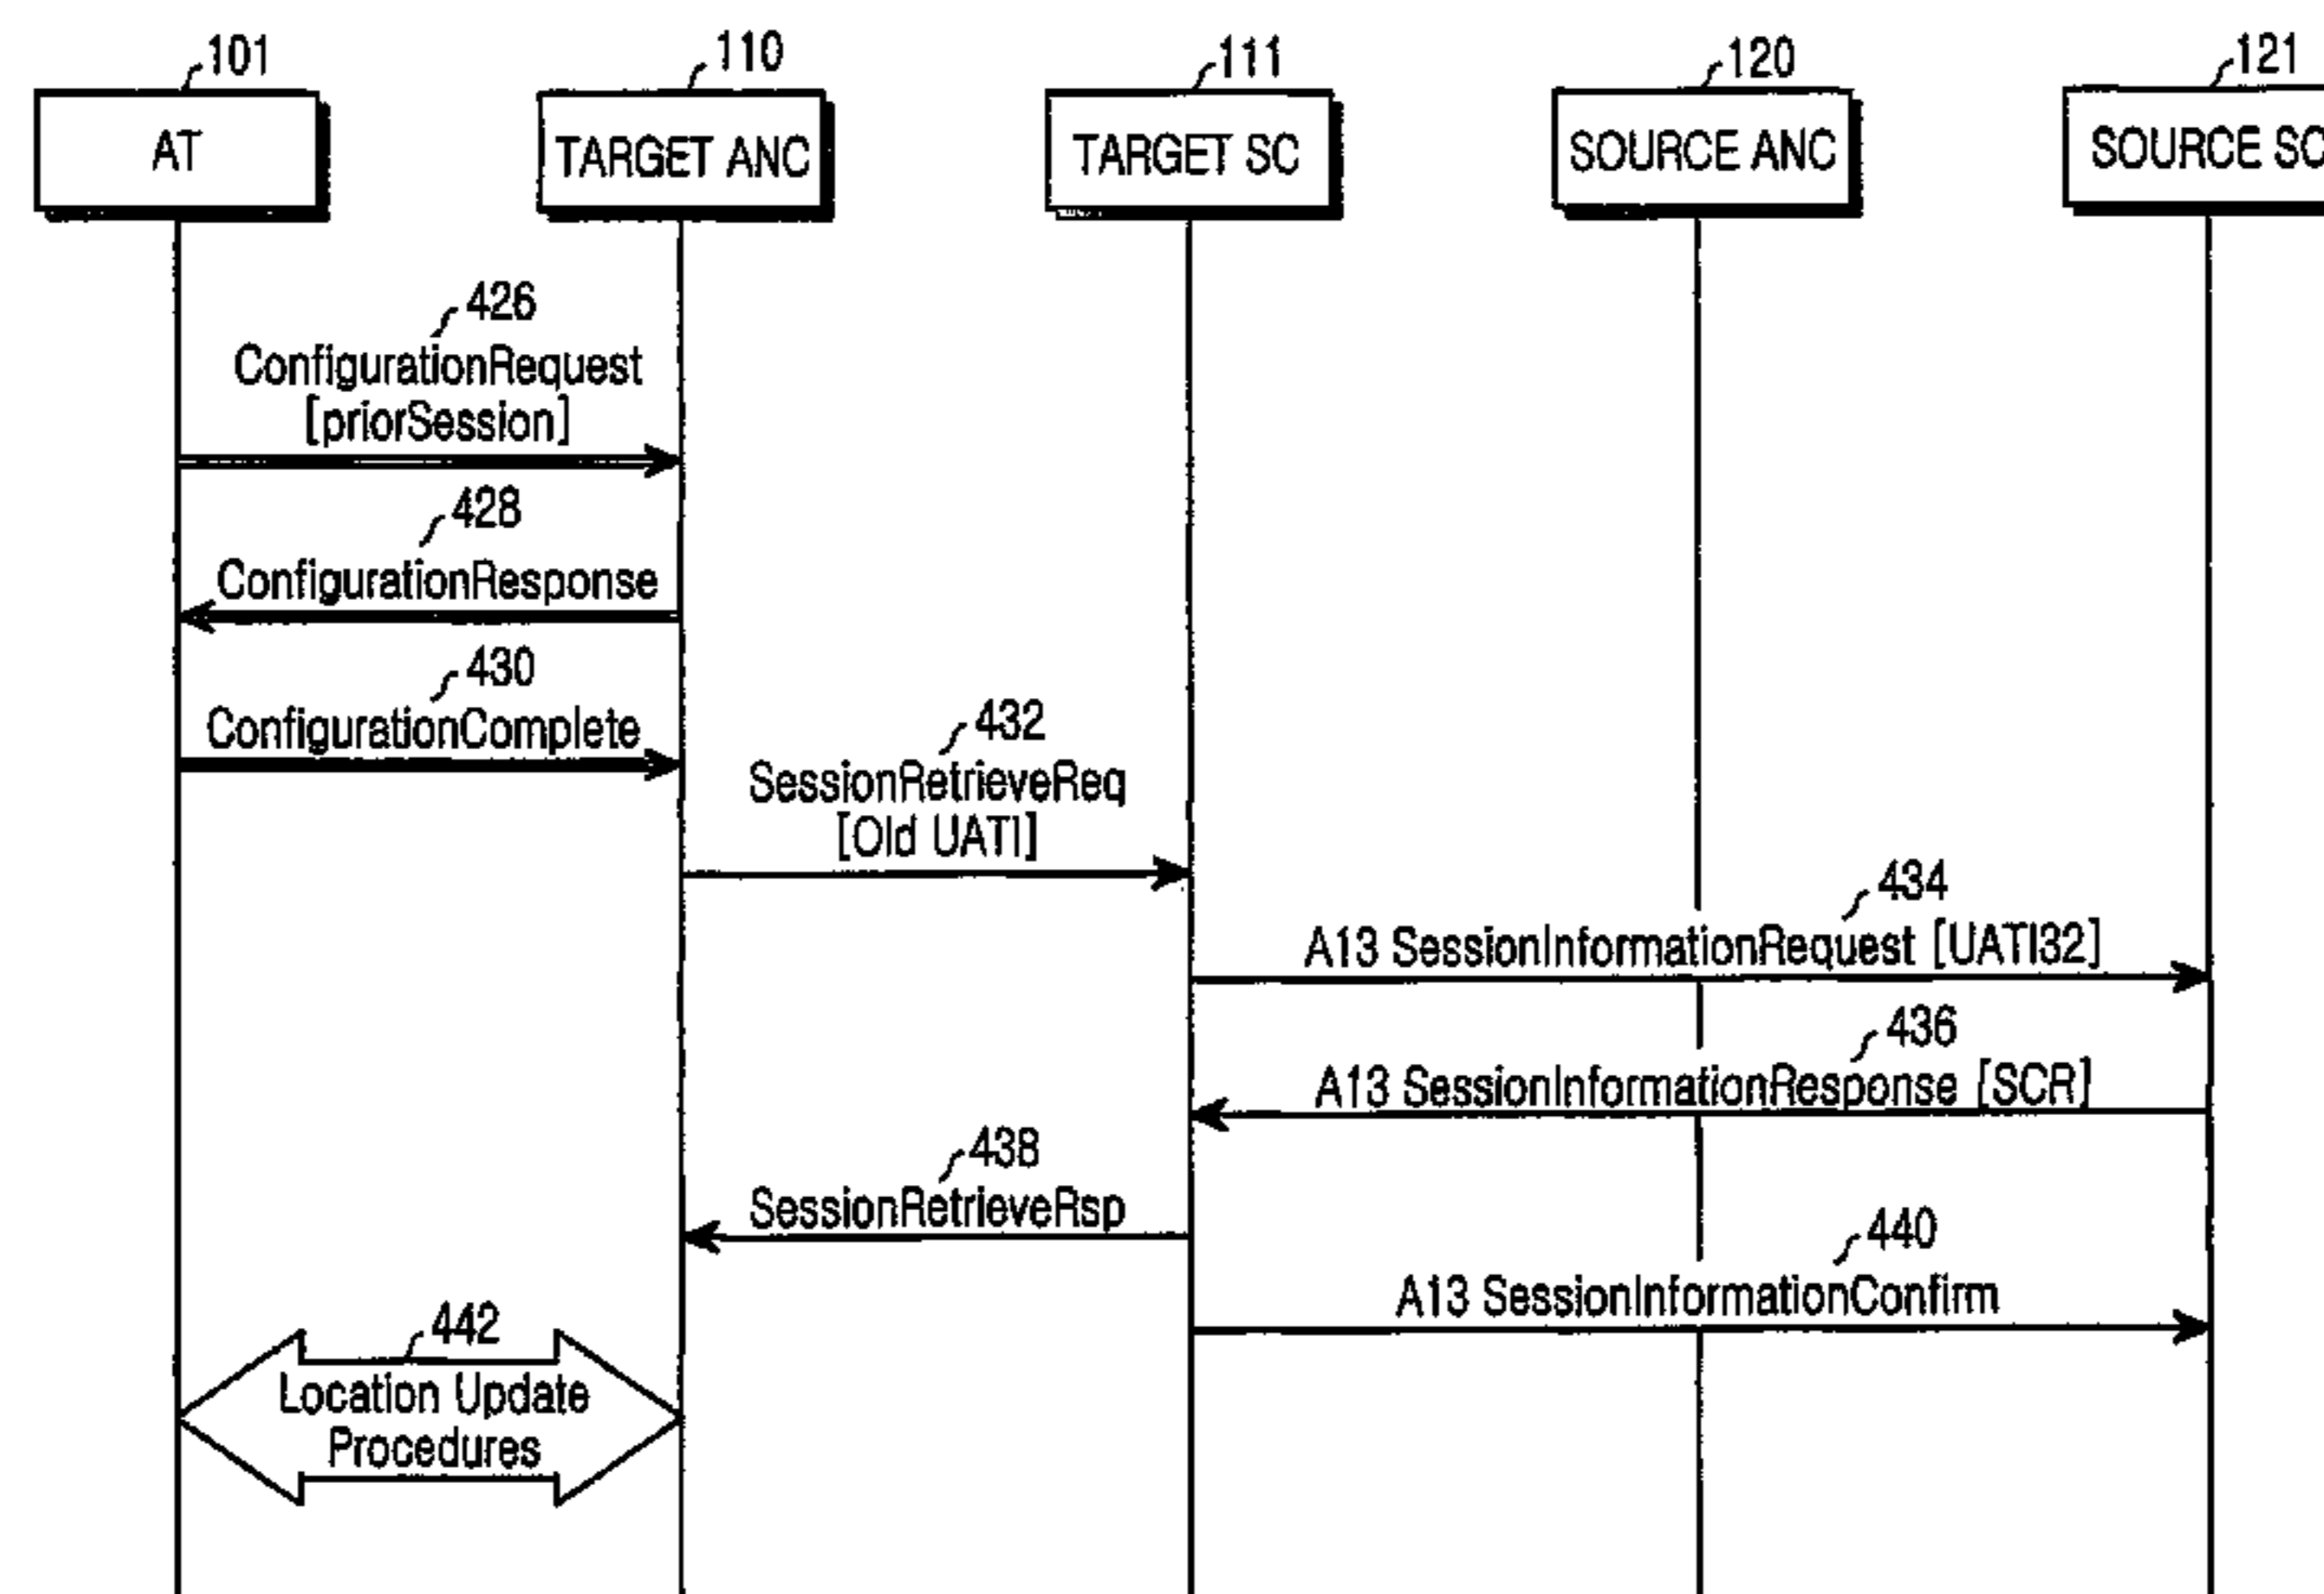 101
110
111
120
121
AT
TARGET ANC
TARGET SC
SOURCE ANC
SOURCE SC
426
ConfigurationRequest
[priorSession]
428
ConfigurationResponse
430
ConfigurationComplete
432
SessionRetrieveReq
[Old UATI]
434
A13 SessionInformationRequest [UATI32]
436
A13 SessionInformationResponse [SCR]
438
SessionRetrieveRsp
440
A13 SessionInformationConfirm
442
Location Update
Procedures